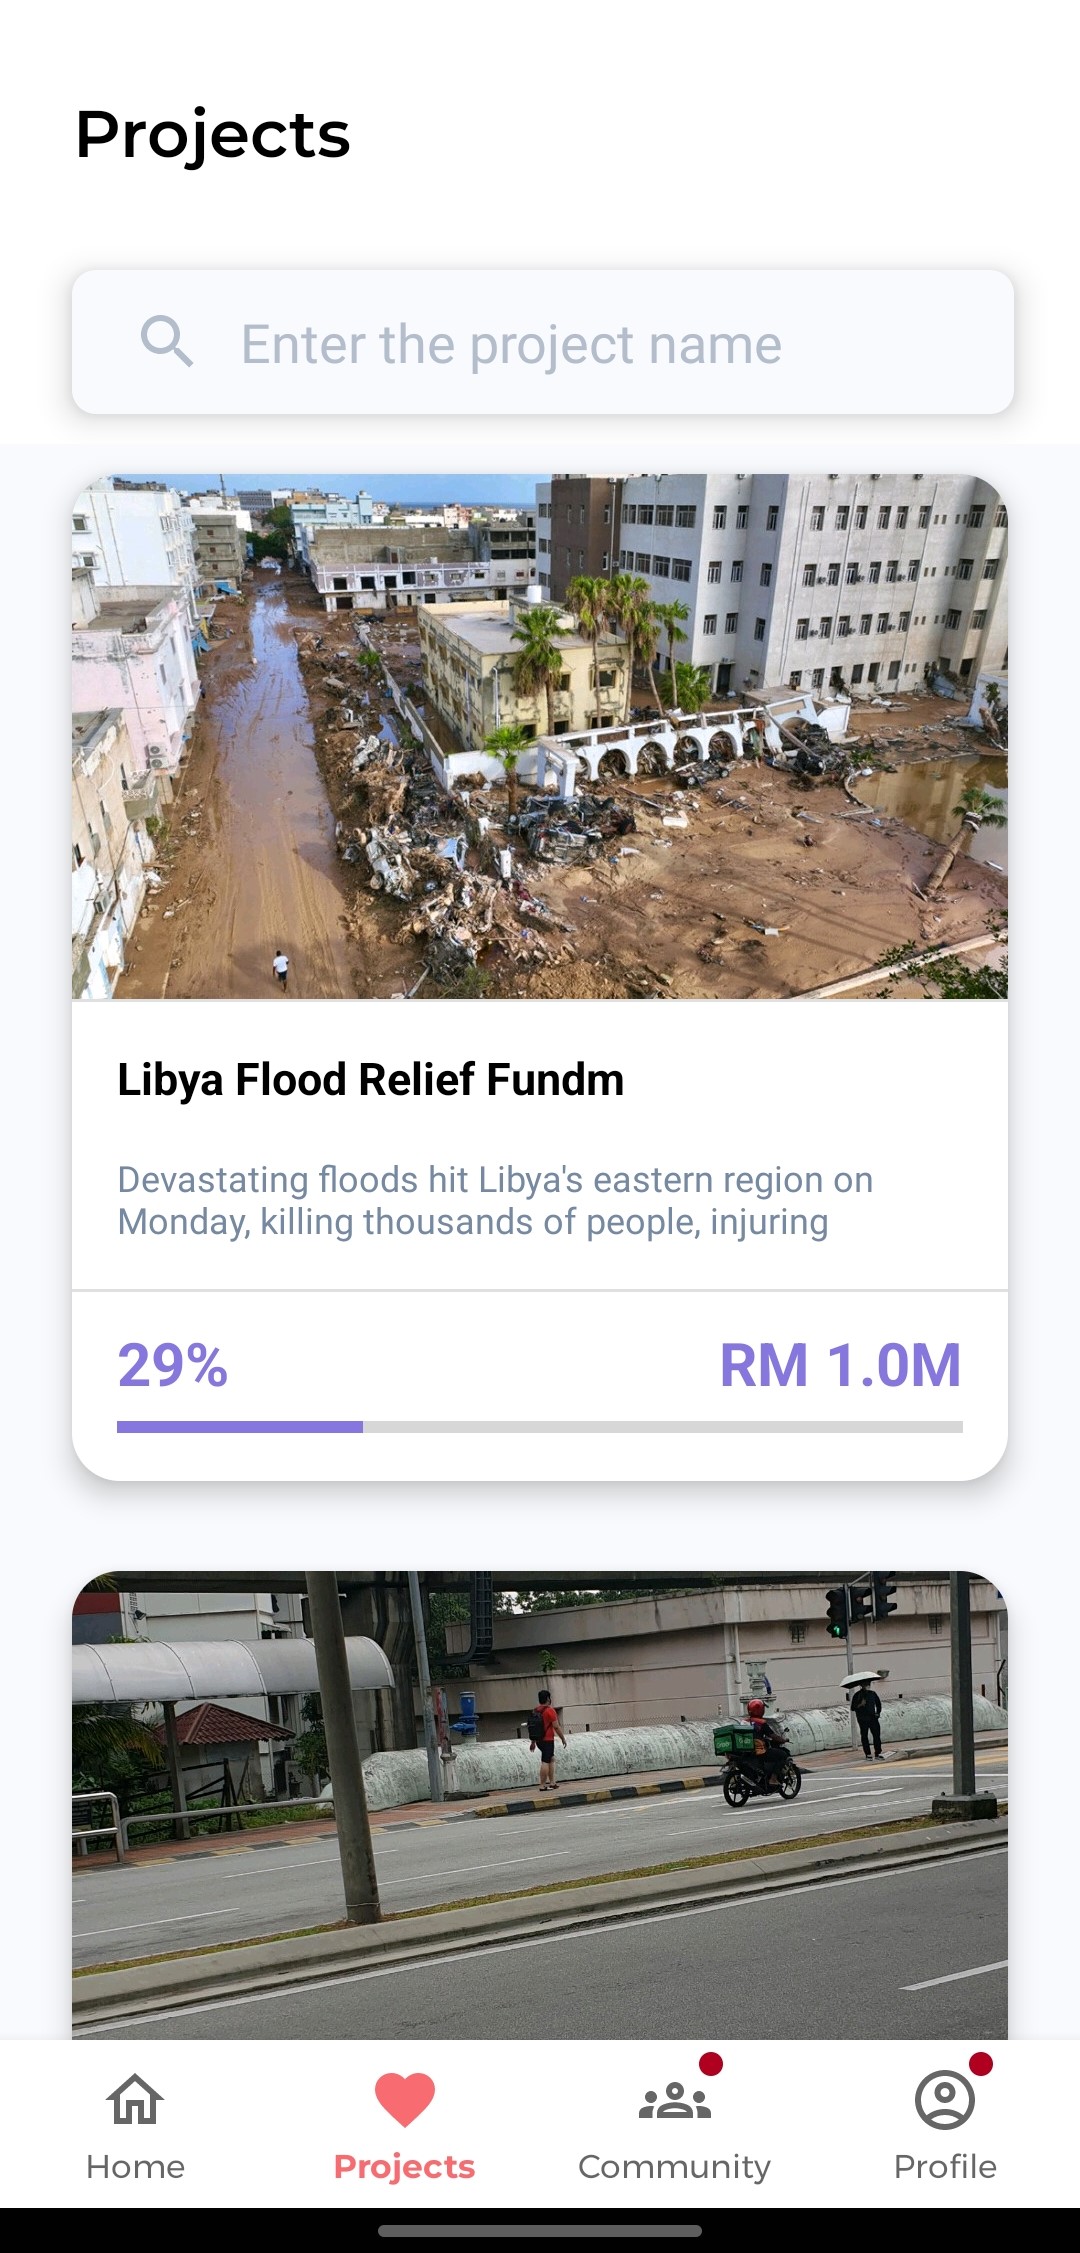 Projects
Enter the project name
Libya Flood Relief Fundm
Devastating floods hit Libya's eastern region on
Monday, killing thousands of people, injuring
29%
RM 1.0M
Home
Projects
Community
Profile